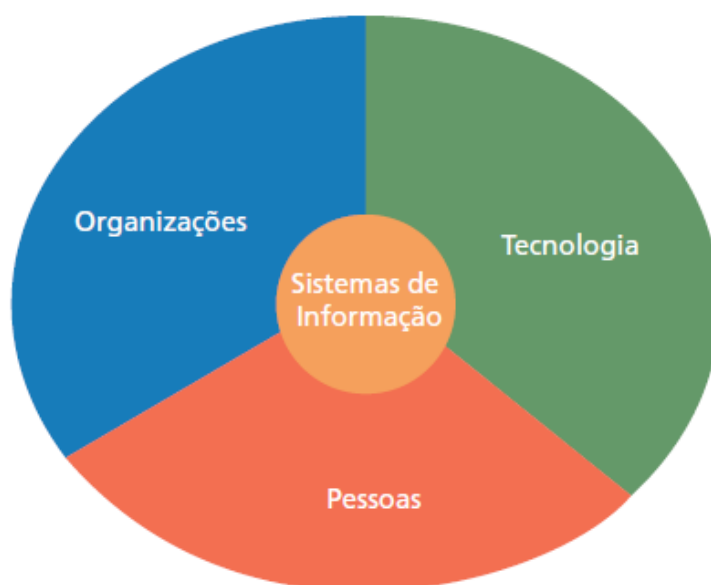 Organizações
Tecnologia
Sistemas de
Informação
Pessoas